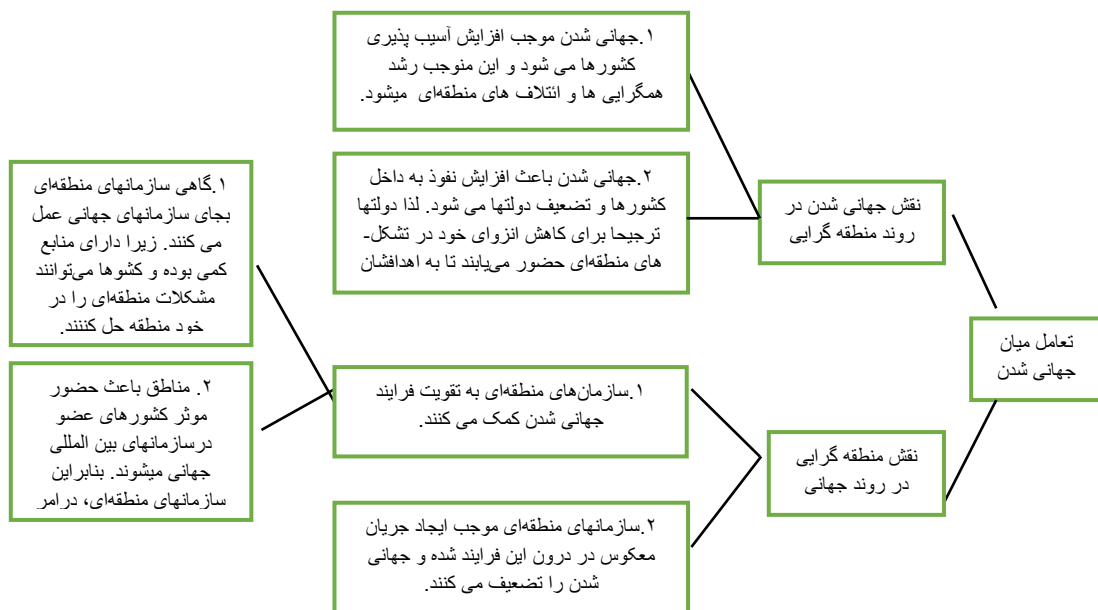 تعامل میان
جهانی شدن
نقش جهانی شدن در
روند منطقه گرایی
۱.جهانی شدن موجب افزایش آسیب پذیری
کشورها می شود و این منوجب رشد
همگرایی ها و ائتلاف های منطقه‌ای میشود.
۲.جهانی شدن باعث افزایش نفوذ به داخل
کشورها و تضعیف دولتها می شود. لذا دولتها
ترجیحا برای کاهش انزوای خود در تشکل-
های منطقه‌ای حضور می‌یابند تا به اهدافشان
نقش منطقه گرایی
در روند جهانی
۱.سازمان‌های منطقه‌ای به تقویت فرایند
جهانی شدن کمک می کنند.
۱.گاهی سازمانهای منطقه‌ای
بجای سازمانهای جهانی عمل
می کنند. زیرا دارای منابع
کمی بوده و کشوها می‌توانند
مشکلات منطقه‌ای را در
خود منطقه حل کننند.
۲. مناطق باعث حضور
موثر کشورهای عضو
درسازمانهای بین المللی
جهانی میشوند. بنابراین
سازمانهای منطقه‌ای، درامر
۲.سازمانهای منطقه‌ای موجب ایجاد جریان
معکوس در درون این فرایند شده و جهانی
شدن را تضعیف می کنند.